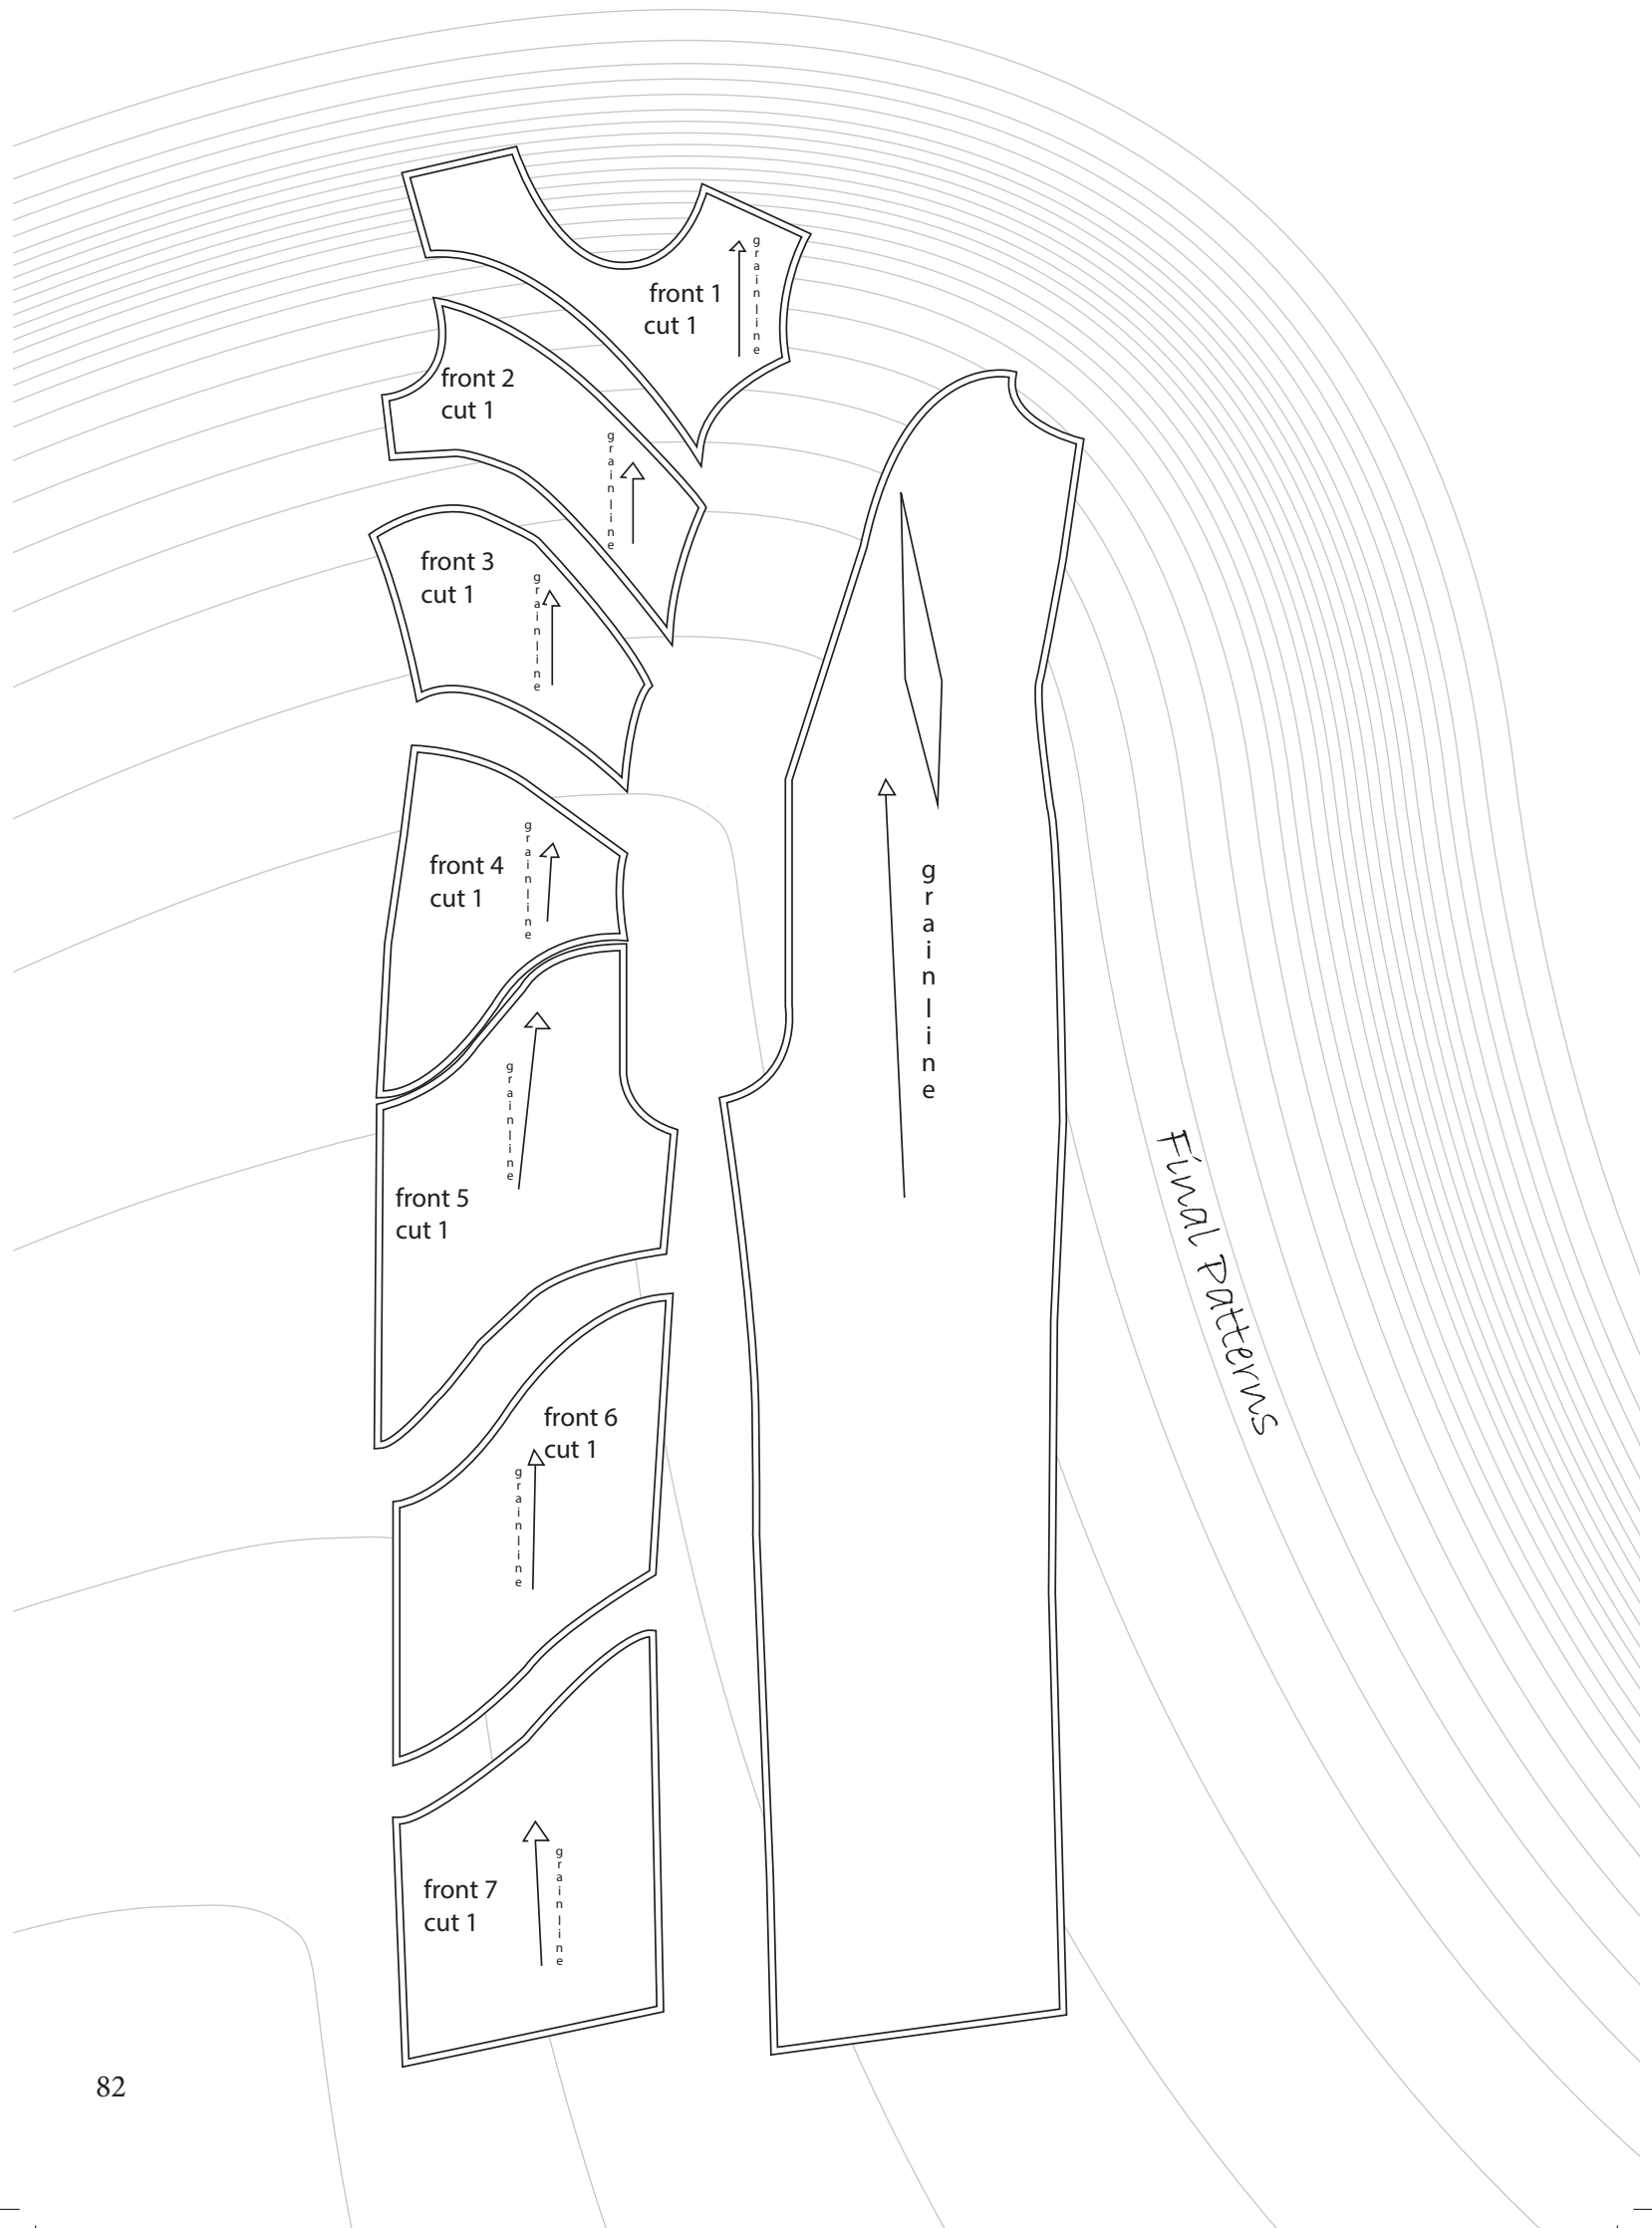 front 1
cut 1
grainline
front 2
cut 1
grainline
front 3
cut 1
grainline
front 4
cut 1
grainline
front 5
cut 1
grainline
front 6
cut 1
grainline
front 7
cut 1
grainline
grainline
Final Patterns
82